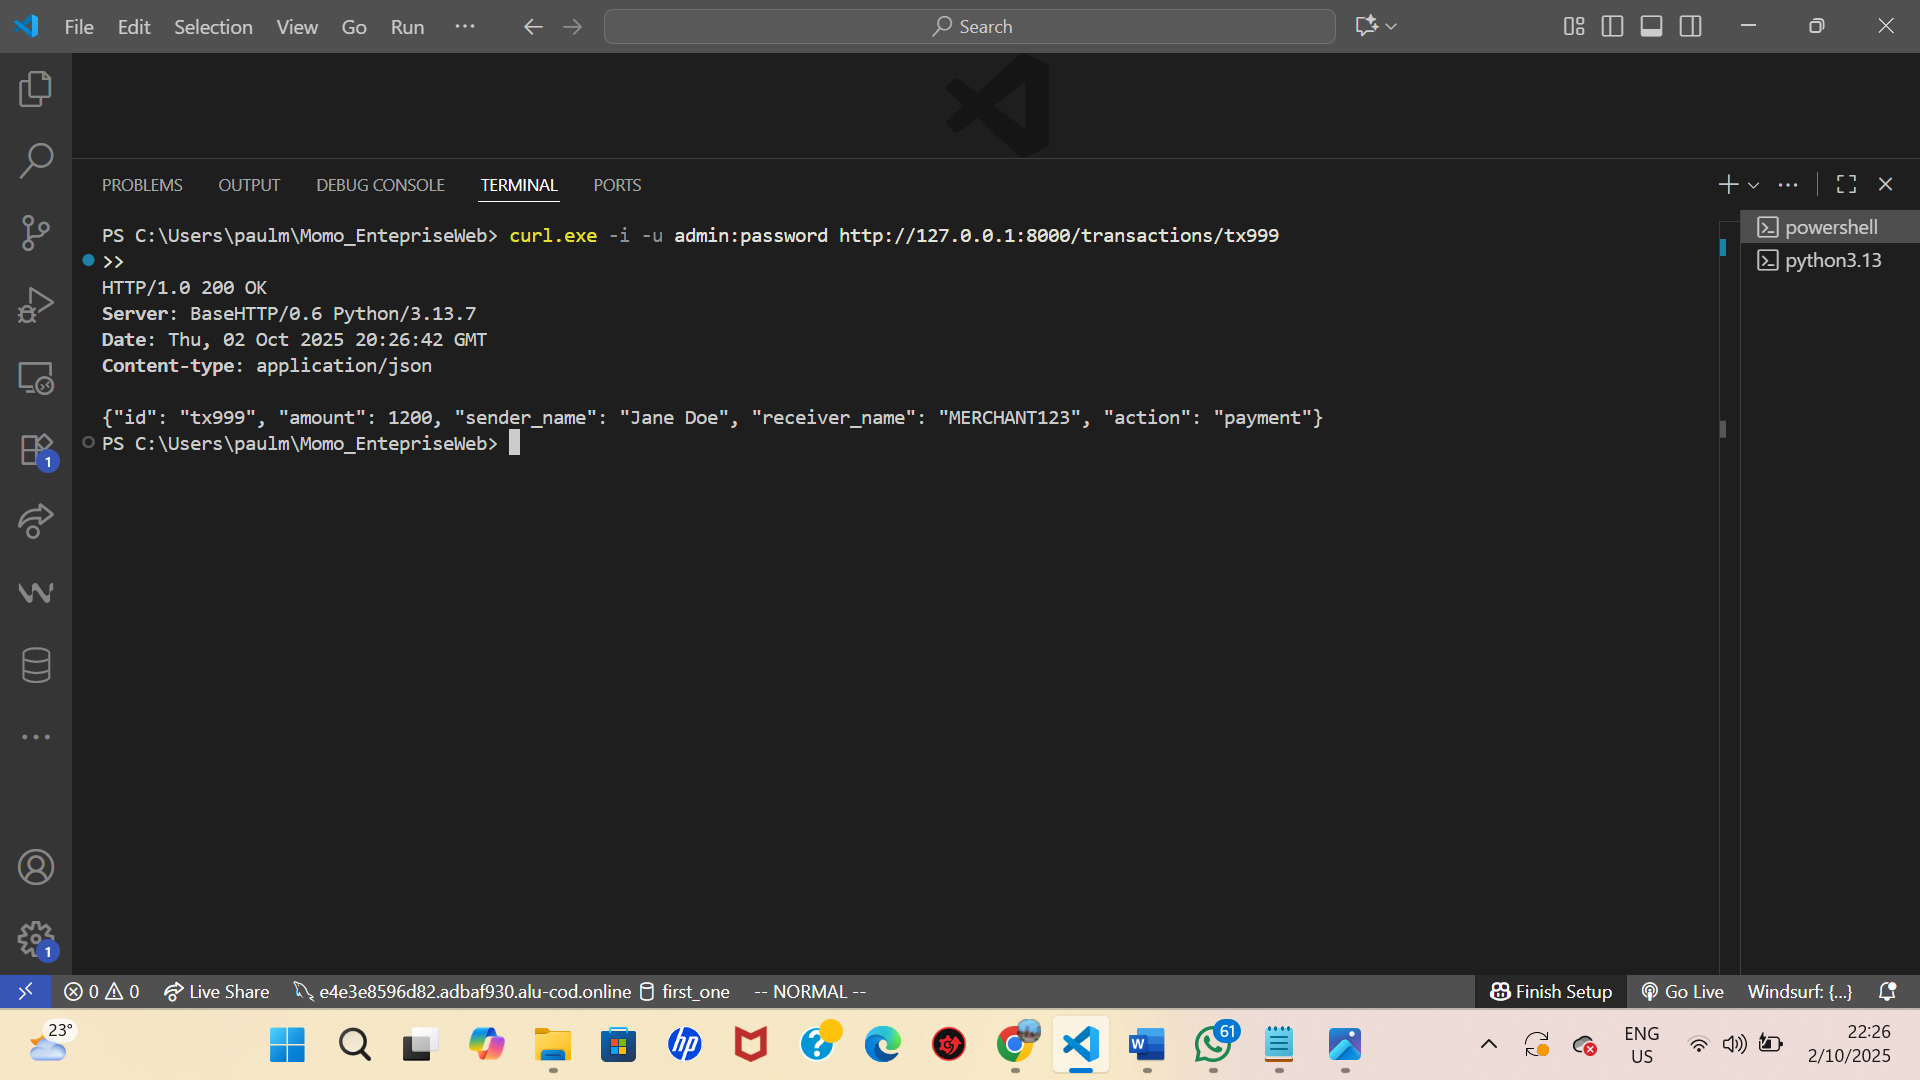 File Edit Selection View Go Run ...
Search
PROBLEMS OUTPUT DEBUG CONSOLE TERMINAL PORTS
PS C:\Users\paulm\Momo_EntepriseWeb> curl.exe -i -u admin:password http://127.0.0.1:8000/transactions/tx999
>>
HTTP/1.0 200 OK
Server: BaseHTTP/0.6 Python/3.13.7
Date: Thu, 02 Oct 2025 20:26:42 GMT
Content-type: application/json
{"id": "tx999", "amount": 1200, "sender_name": "Jane Doe", "receiver_name": "MERCHANT123", "action": "payment"}
PS C:\Users\paulm\Momo_EntepriseWeb>
powershell
python3.13
1
1
0 0 Live Share e4e3e8596d82.adbaf930.alu-cod.online first_one -- NORMAL -- Finish Setup Go Live Windsurf: {...}
23°
hp
W
61
ENG
US
22:26
2/10/2025